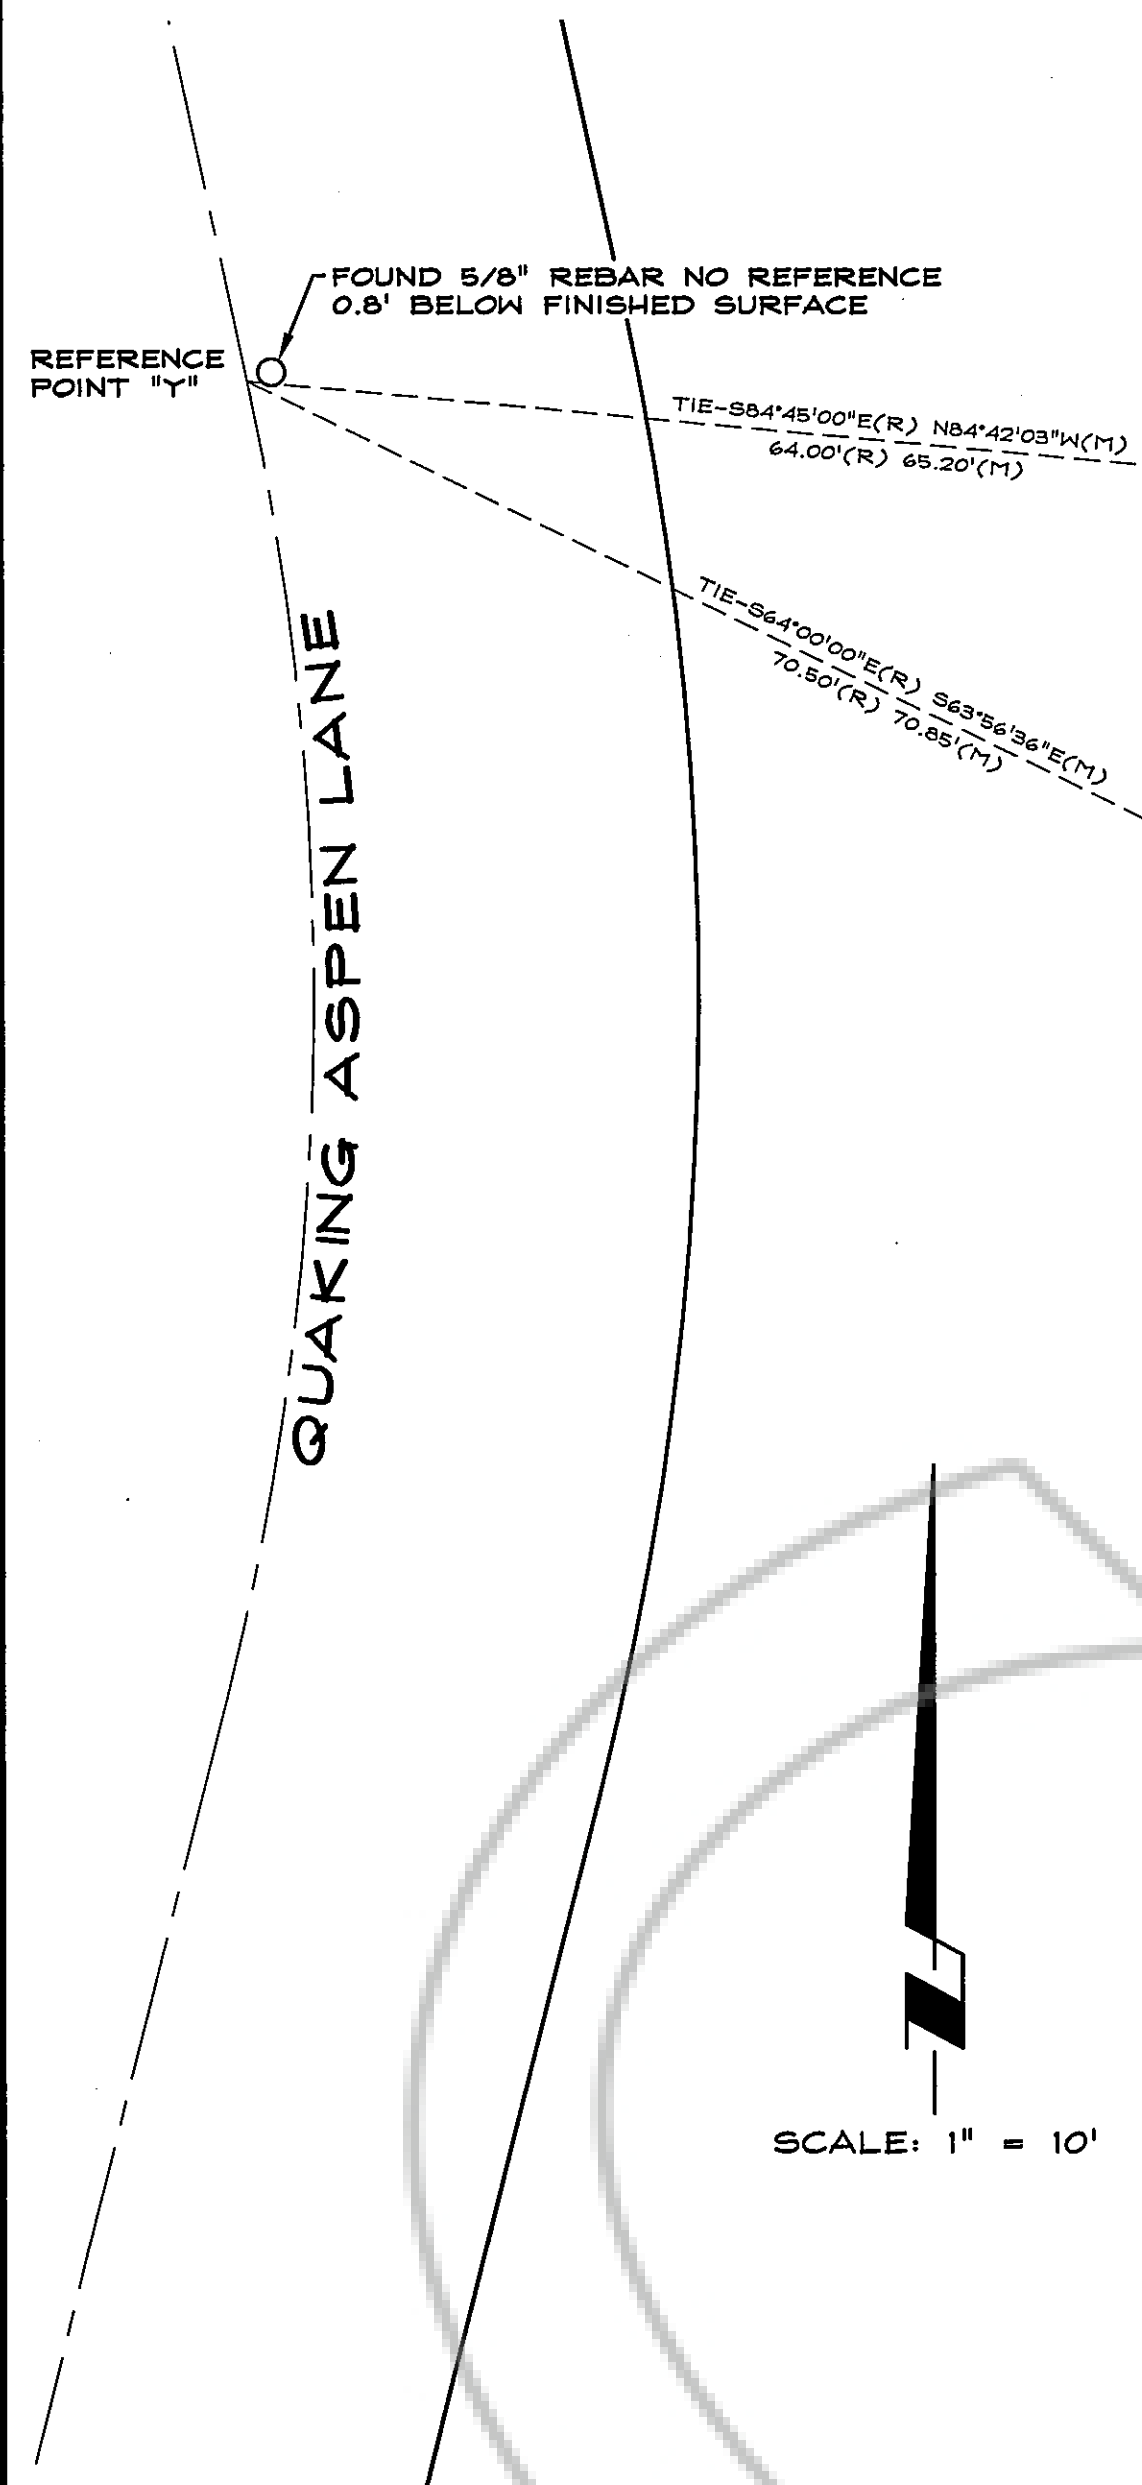 FOUND 5/8" REBAR NO REFERENCE
0.8' BELOW FINISHED SURFACE
REFERENCE
POINT "Y"
TIE-S84°45'00"E(R) N84°42'03"W(M)
64.00'(R) 65.20'(M)
TIE-S64°00'00"E(R) S63°56'36"E(M)
70.50'(R) 70.85'(M)
QUAKING ASPEN LANE
SCALE: 1" = 10'